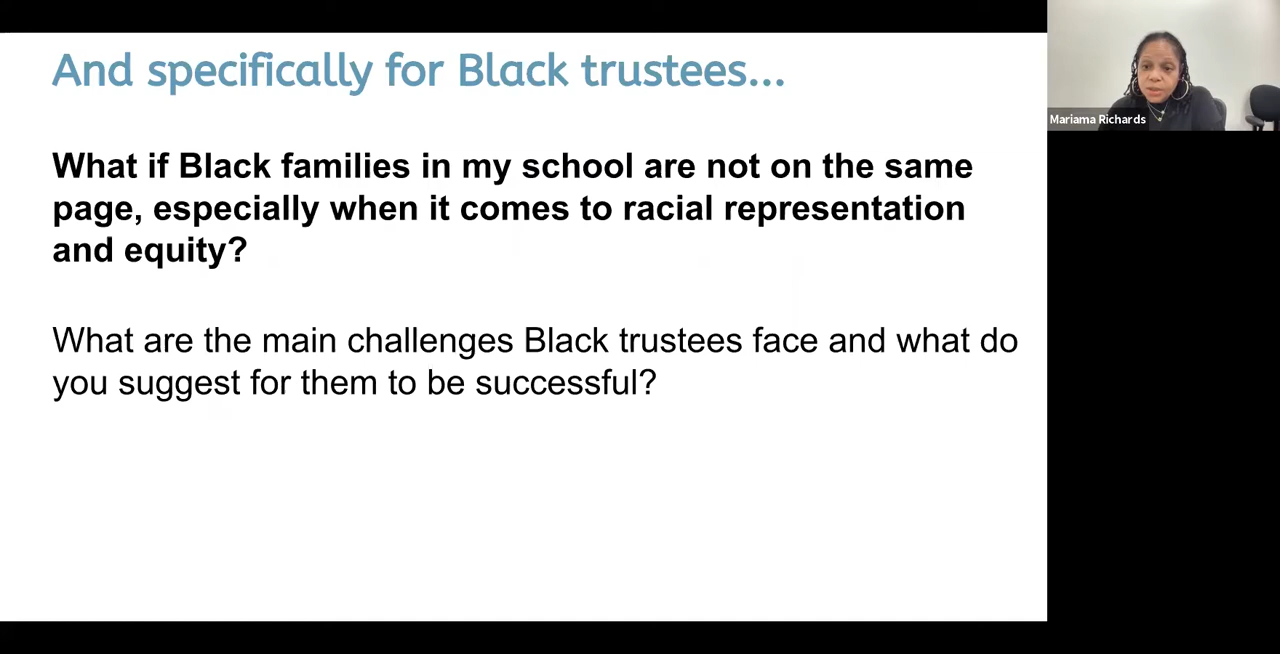 And specifically for Black trustees...
What if Black families in my school are not on the same
page, especially when it comes to racial representation
and equity?
What are the main challenges Black trustees face and what do
you suggest for them to be successful?
Mariama Richards